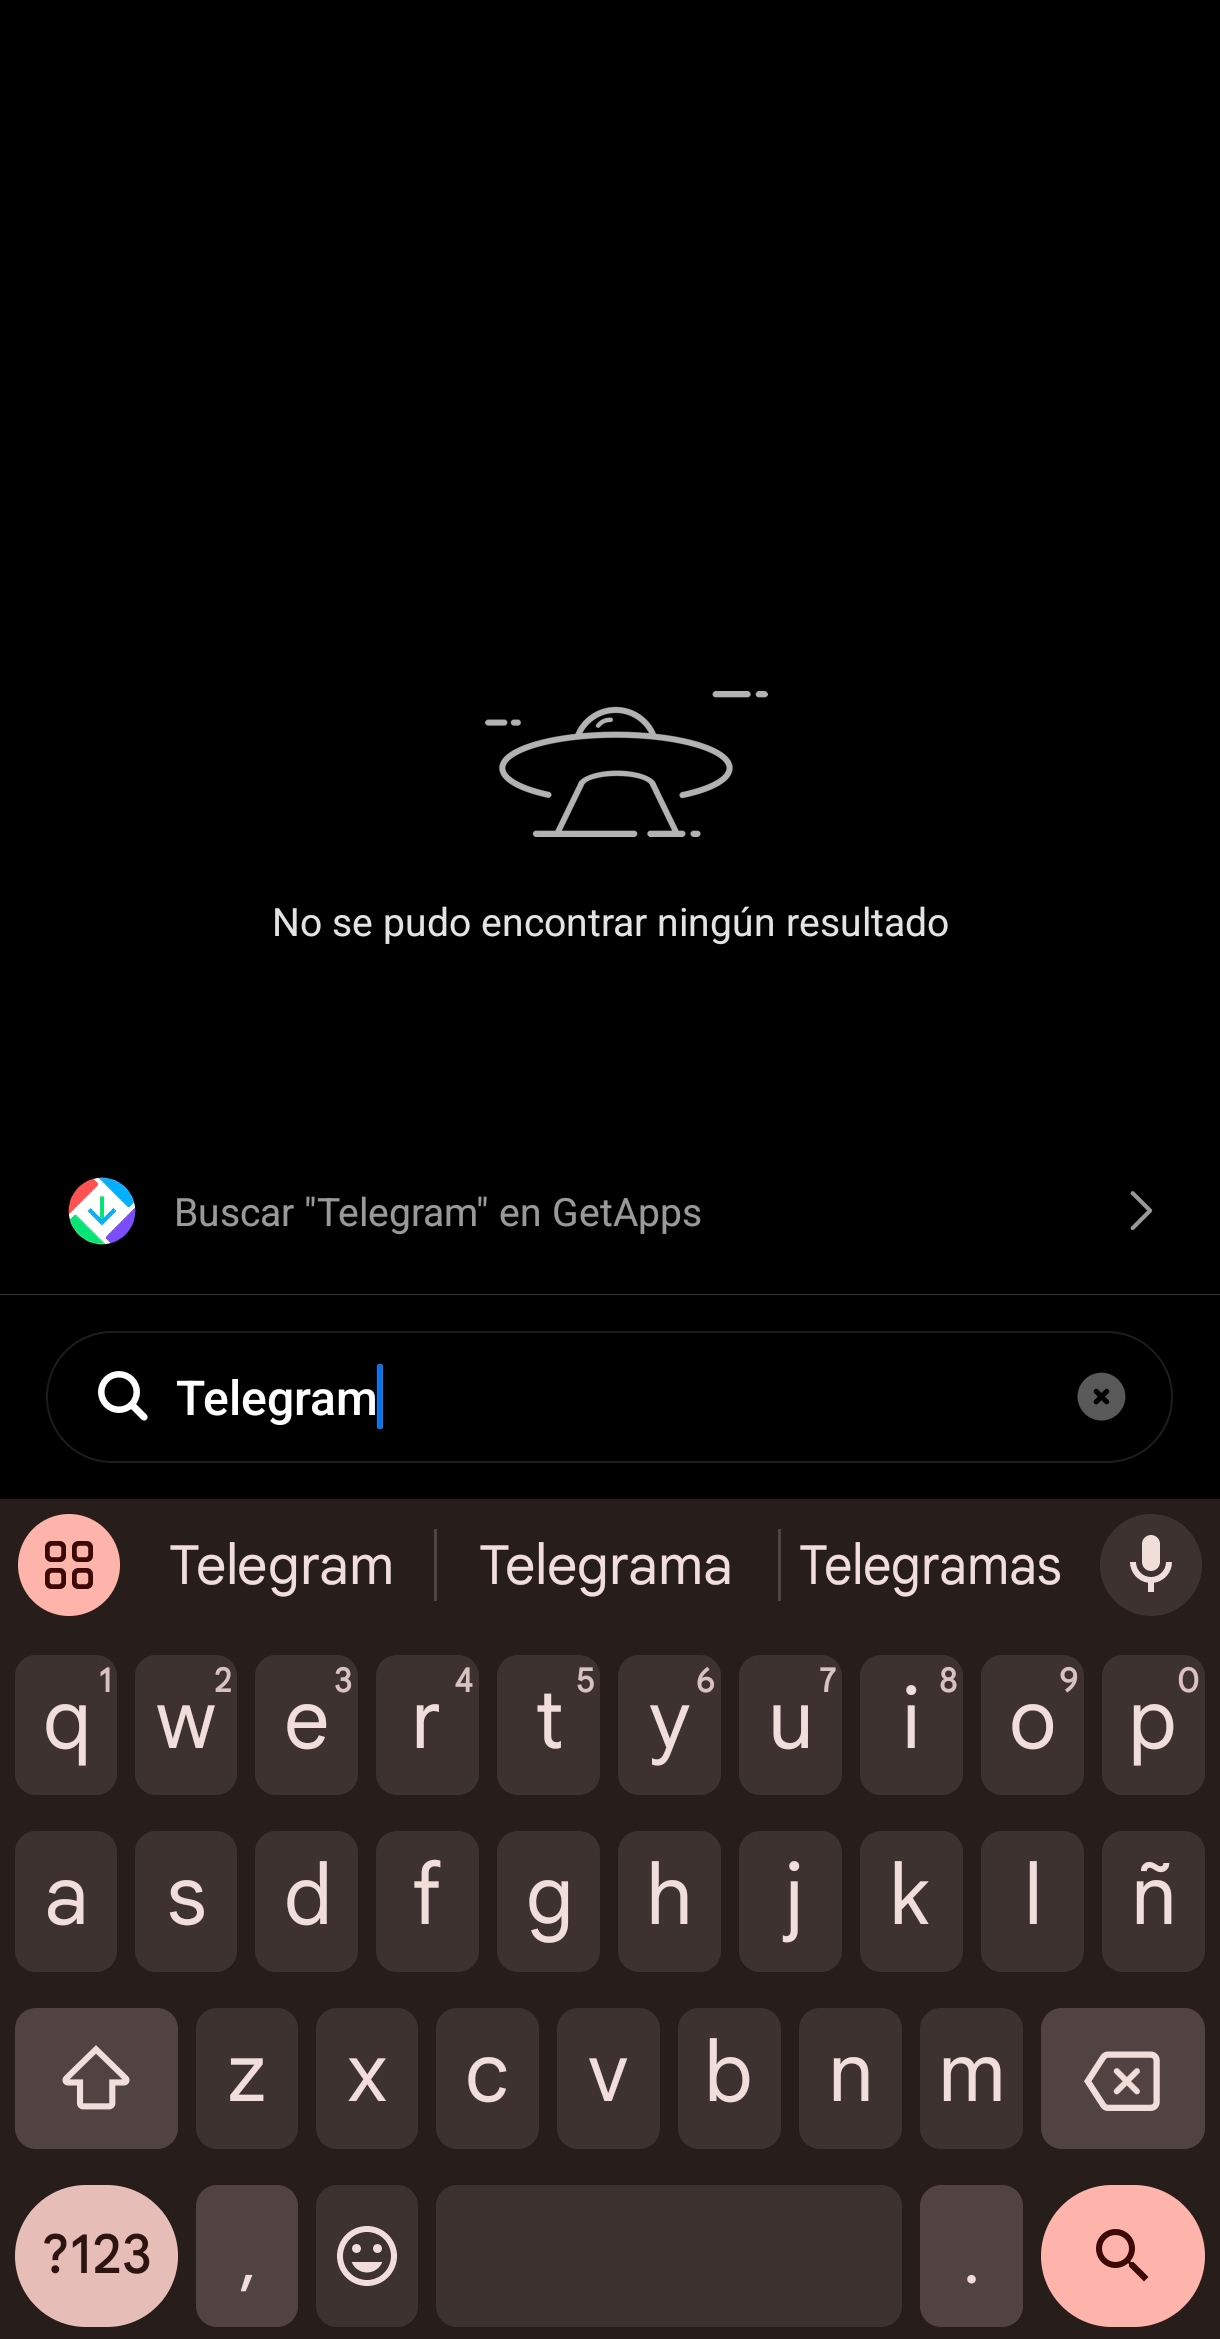 No se pudo encontrar ningún resultado
Buscar "Telegram" en GetApps
Telegram
Telegram Telegrama Telegramas
1 2 3 4 5 6 7 8 9 0
q w e r t y u i o p
a s d f g h j k l ñ
z x c v b n m
?123 , .